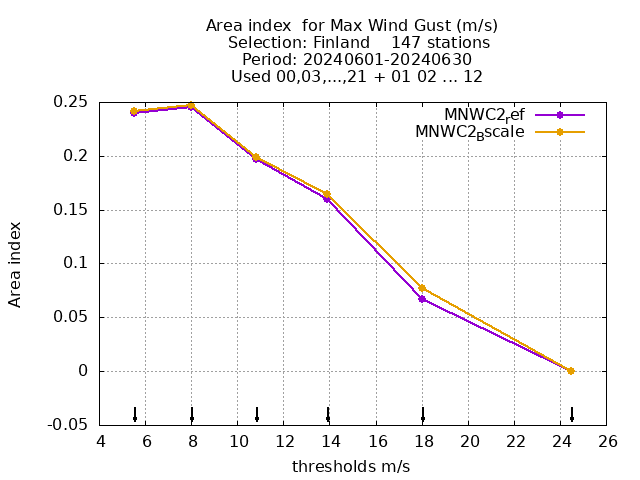 Area index  for Max Wind Gust (m/s)
Selection: Finland    147 stations
Period: 20240601-20240630
Used 00,03,...,21 + 01 02 ... 12
MNWC2ref
MNWC2Bscale
0.25
0.2
0.15
0.1
0.05
0
-0.05
Area index
4 6 8 10 12 14 16 18 20 22 24 26
thresholds m/s